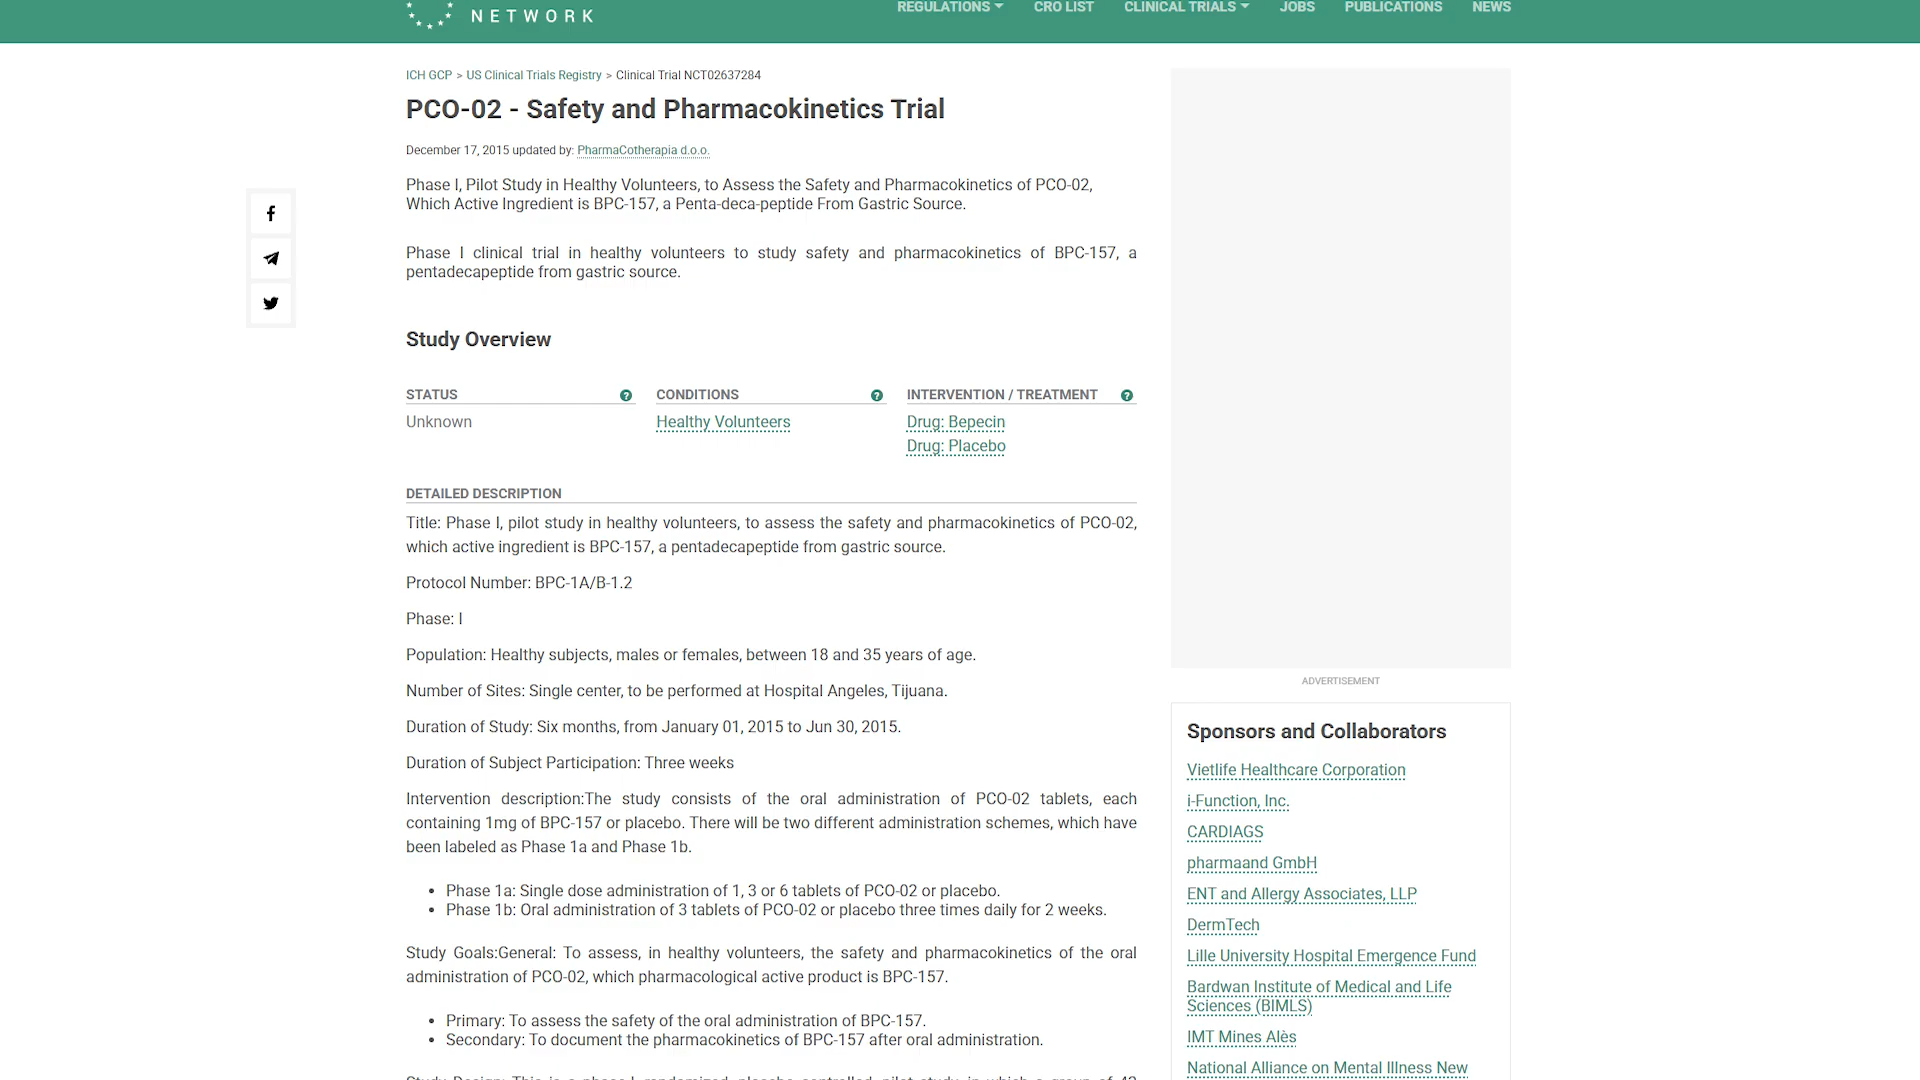 NETWORK
REGULATIONS CRO LIST CLINICAL TRIALS JOBS PUBLICATIONS NEWS
ICH GCP > US Clinical Trials Registry > Clinical Trial NCT02637284
PCO-02 - Safety and Pharmacokinetics Trial
December 17, 2015 updated by: PharmaCotherapia d.o.o.
Phase I, Pilot Study in Healthy Volunteers, to Assess the Safety and Pharmacokinetics of PCO-02,
Which Active Ingredient is BPC-157, a Penta-deca-peptide From Gastric Source.
Phase I clinical trial in healthy volunteers to study safety and pharmacokinetics of BPC-157, a
pentadecapeptide from gastric source.
Study Overview
STATUS ?
Unknown
CONDITIONS ?
Healthy Volunteers
INTERVENTION / TREATMENT ?
Drug: Bepecin
Drug: Placebo
DETAILED DESCRIPTION
Title: Phase I, pilot study in healthy volunteers, to assess the safety and pharmacokinetics of PCO-02,
which active ingredient is BPC-157, a pentadecapeptide from gastric source.
Protocol Number: BPC-1A/B-1.2
Phase: I
Population: Healthy subjects, males or females, between 18 and 35 years of age.
Number of Sites: Single center, to be performed at Hospital Angeles, Tijuana.
Duration of Study: Six months, from January 01, 2015 to Jun 30, 2015.
Duration of Subject Participation: Three weeks
Intervention description:The study consists of the oral administration of PCO-02 tablets, each
containing 1mg of BPC-157 or placebo. There will be two different administration schemes, which have
been labeled as Phase 1a and Phase 1b.
• Phase 1a: Single dose administration of 1, 3 or 6 tablets of PCO-02 or placebo.
• Phase 1b: Oral administration of 3 tablets of PCO-02 or placebo three times daily for 2 weeks.
Study Goals:General: To assess, in healthy volunteers, the safety and pharmacokinetics of the oral
administration of PCO-02, which pharmacological active product is BPC-157.
• Primary: To assess the safety of the oral administration of BPC-157.
• Secondary: To document the pharmacokinetics of BPC-157 after oral administration.
Study Design: This is a phase I, randomized, placebo controlled, pilot study, in which a group of 42
ADVERTISEMENT
Sponsors and Collaborators
Vietlife Healthcare Corporation
i-Function, Inc.
CARDIAGS
pharmaand GmbH
ENT and Allergy Associates, LLP
DermTech
Lille University Hospital Emergence Fund
Bardwan Institute of Medical and Life
Sciences (BIMLS)
IMT Mines Alès
National Alliance on Mental Illness New